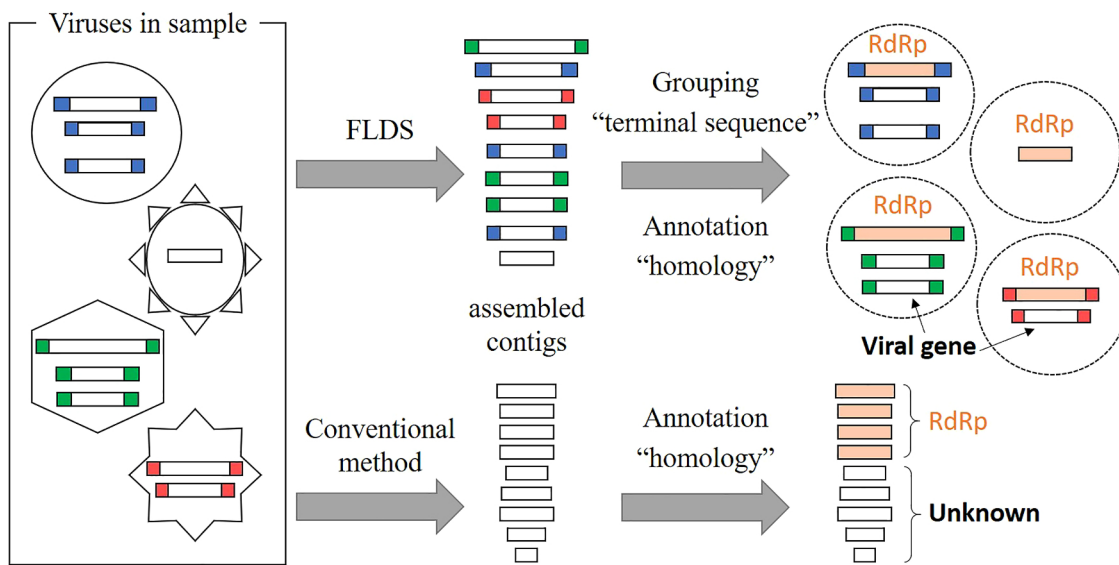 Viruses in sample
FLDS
assembled
contigs
Grouping
“terminal sequence”
Annotation
“homology”
RdRp
RdRp
RdRp
RdRp
Viral gene
Conventional
method
Annotation
“homology”
RdRp
Unknown